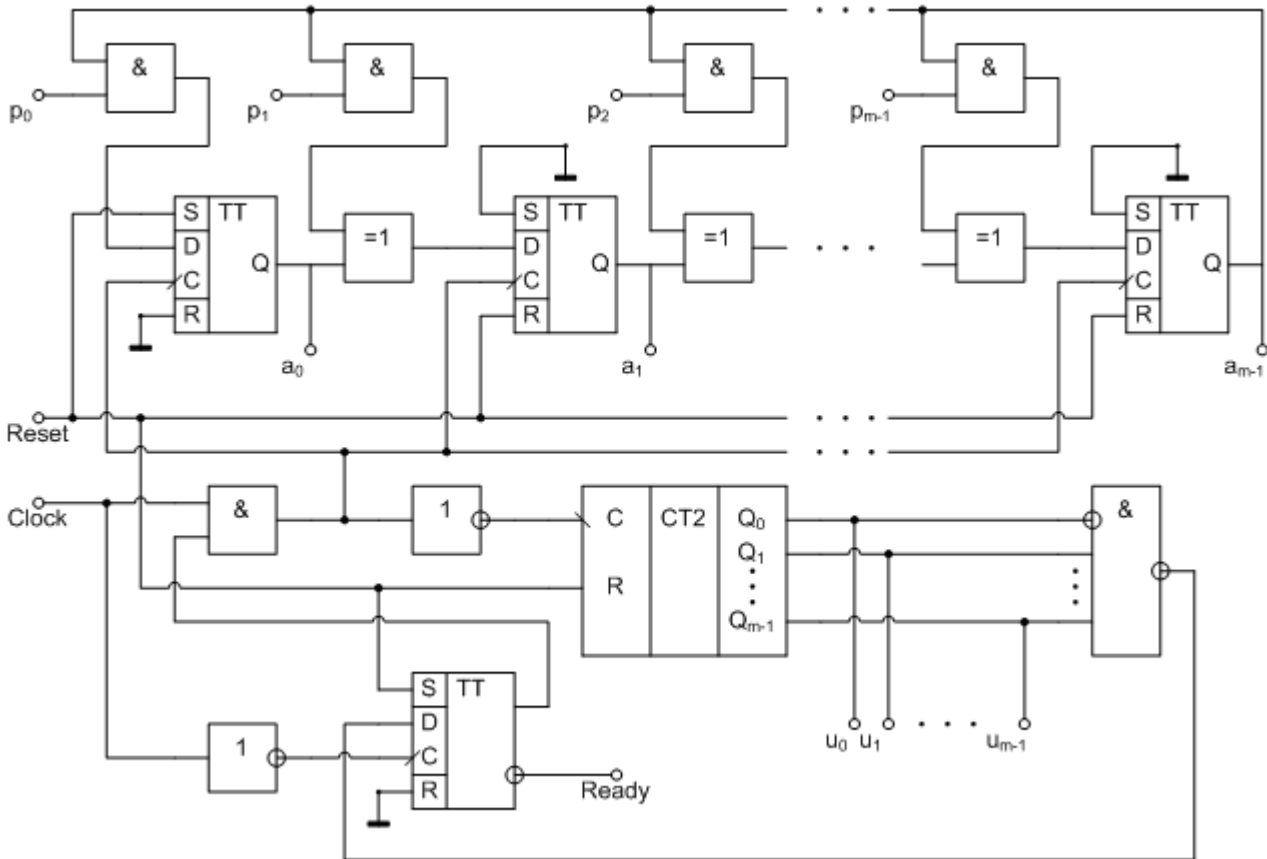 & & & &
p₀ p₁ p₂ pₘ₋₁
S TT S TT S TT
D =1 D =1 =1 D
Q Q Q
C C C
R R R
a₀ a₁ aₘ₋₁
Reset
Clock & 1 C CT2 Q₀ &
Q₁
R
Qₘ₋₁
S TT
D
u₀ u₁ uₘ₋₁
1 C
R Ready